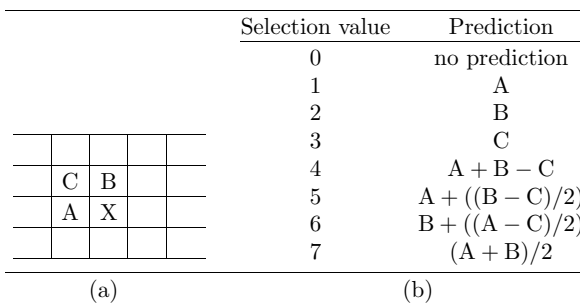 Selection value Prediction
0 no prediction
1 A
2 B
3 C
4 A + B − C
5 A + ((B − C)/2)
6 B + ((A − C)/2)
7 (A + B)/2
C B
A X
(a) (b)